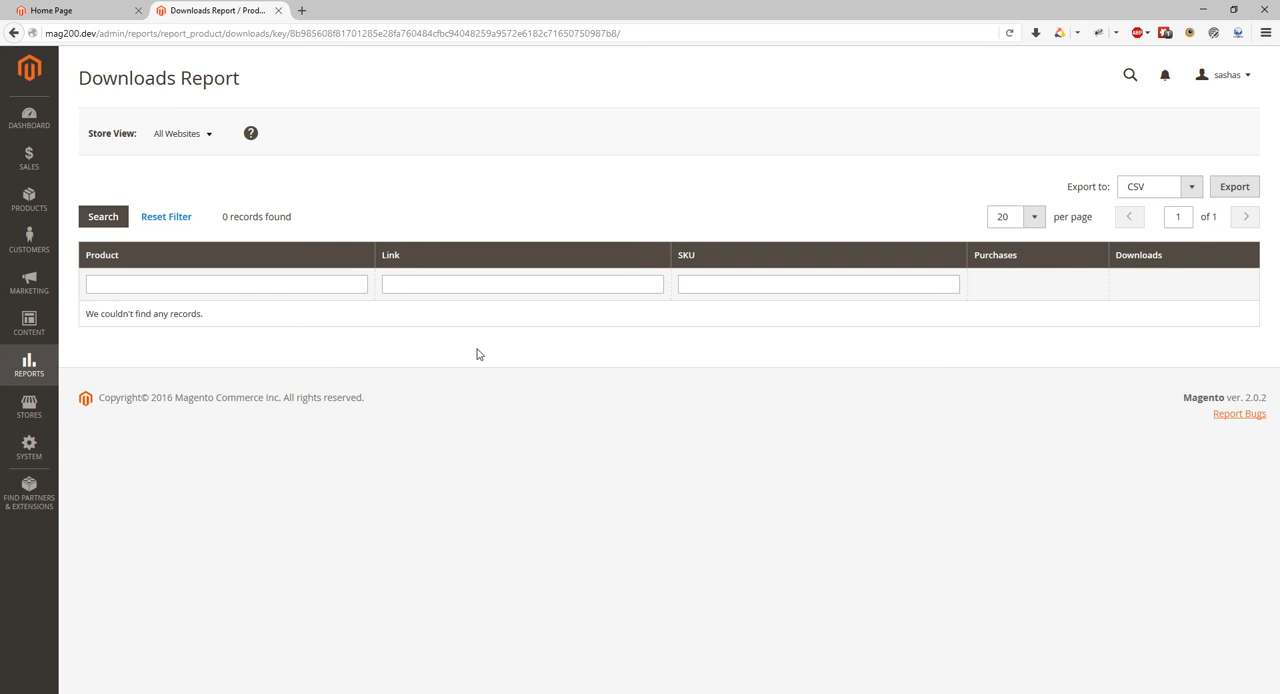 Home Page
Downloads Report / Prod...
mag200.dev/admin/reports/report_product/downloads/key/8b985608f81701285e28fa760484cfbc94048259a9572e6182c71650750987b8/
ABP
1
DASHBOARD
SALES
PRODUCTS
CUSTOMERS
MARKETING
CONTENT
REPORTS
STORES
SYSTEM
FIND PARTNERS
& EXTENSIONS
Downloads Report
sashas
Store View: All Websites ?
Export to: CSV Export
Search Reset Filter 0 records found 20 per page 1 of 1
Product Link SKU Purchases Downloads
We couldn't find any records.
Copyright© 2016 Magento Commerce Inc. All rights reserved.
Magento ver. 2.0.2
Report Bugs